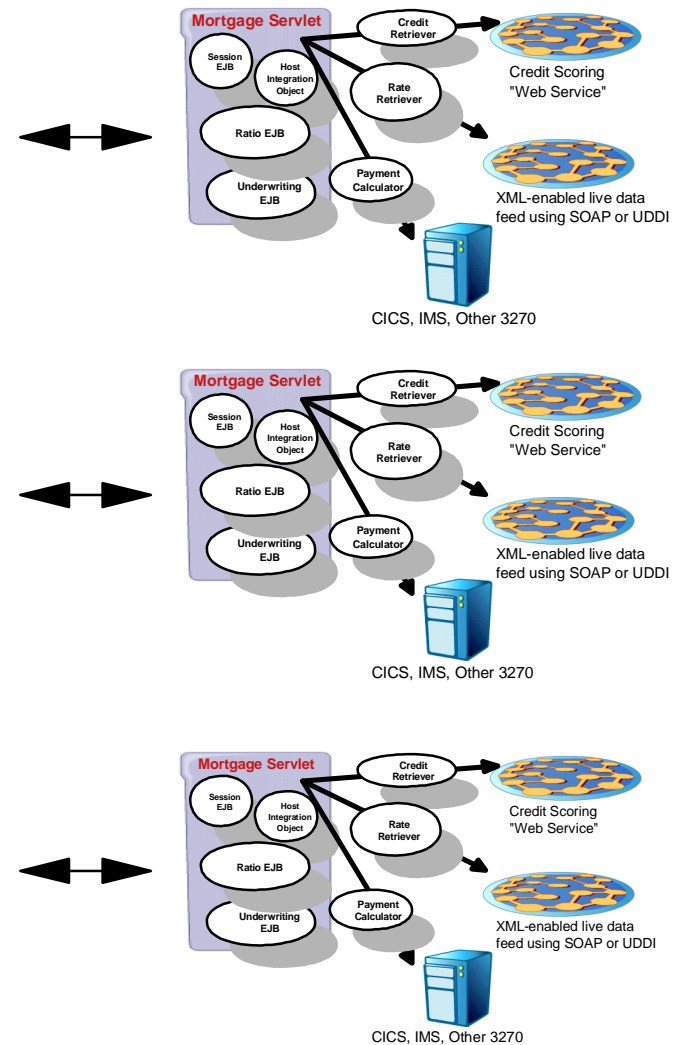 Mortgage Servlet
Credit
Retriever
Session
EJB
Host
Integration
Object
Credit Scoring
"Web Service"
Rate
Retriever
Ratio EJB
Payment
Calculator
Underwriting
EJB
XML-enabled live data
feed using SOAP or UDDI
CICS, IMS, Other 3270
Mortgage Servlet
Credit
Retriever
Session
EJB
Host
Integration
Object
Credit Scoring
"Web Service"
Rate
Retriever
Ratio EJB
Payment
Calculator
Underwriting
EJB
XML-enabled live data
feed using SOAP or UDDI
CICS, IMS, Other 3270
Mortgage Servlet
Credit
Retriever
Session
EJB
Host
Integration
Object
Credit Scoring
"Web Service"
Rate
Retriever
Ratio EJB
Payment
Calculator
Underwriting
EJB
XML-enabled live data
feed using SOAP or UDDI
CICS, IMS, Other 3270